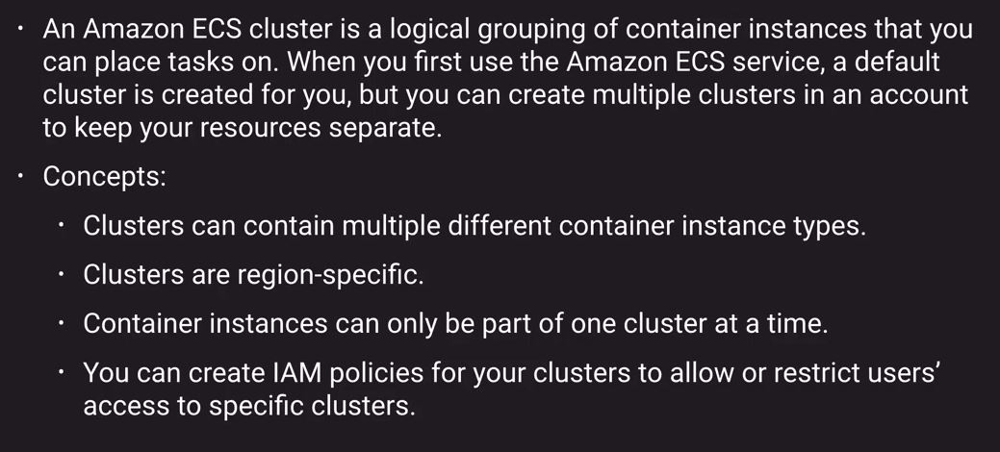 • An Amazon ECS cluster is a logical grouping of container instances that you
can place tasks on. When you first use the Amazon ECS service, a default
cluster is created for you, but you can create multiple clusters in an account
to keep your resources separate.
• Concepts:
• Clusters can contain multiple different container instance types.
• Clusters are region-specific.
• Container instances can only be part of one cluster at a time.
• You can create IAM policies for your clusters to allow or restrict users’
access to specific clusters.